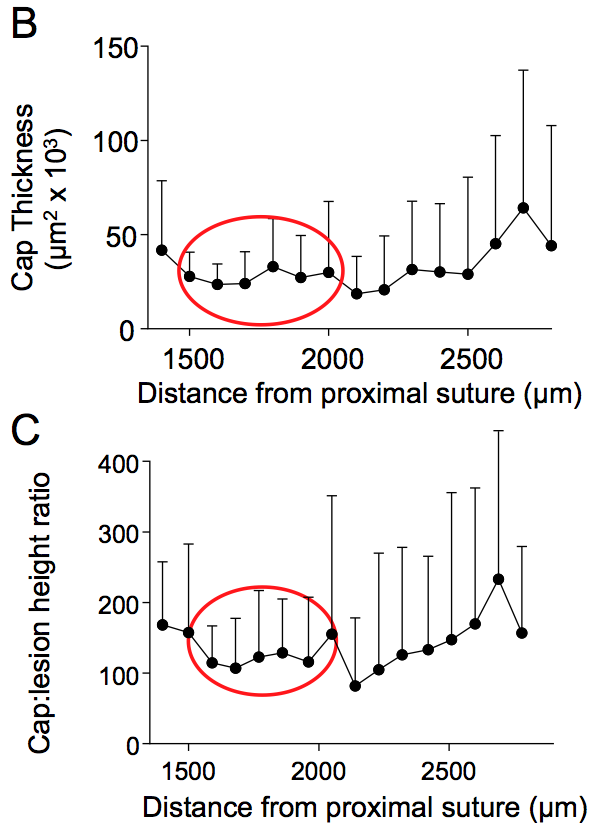 B
150
100
50
0
Cap Thickness
(µm² x 10³)
1500 2000 2500
Distance from proximal suture (µm)
C
400
300
200
100
0
Cap:lesion height ratio
1500 2000 2500
Distance from proximal suture (µm)